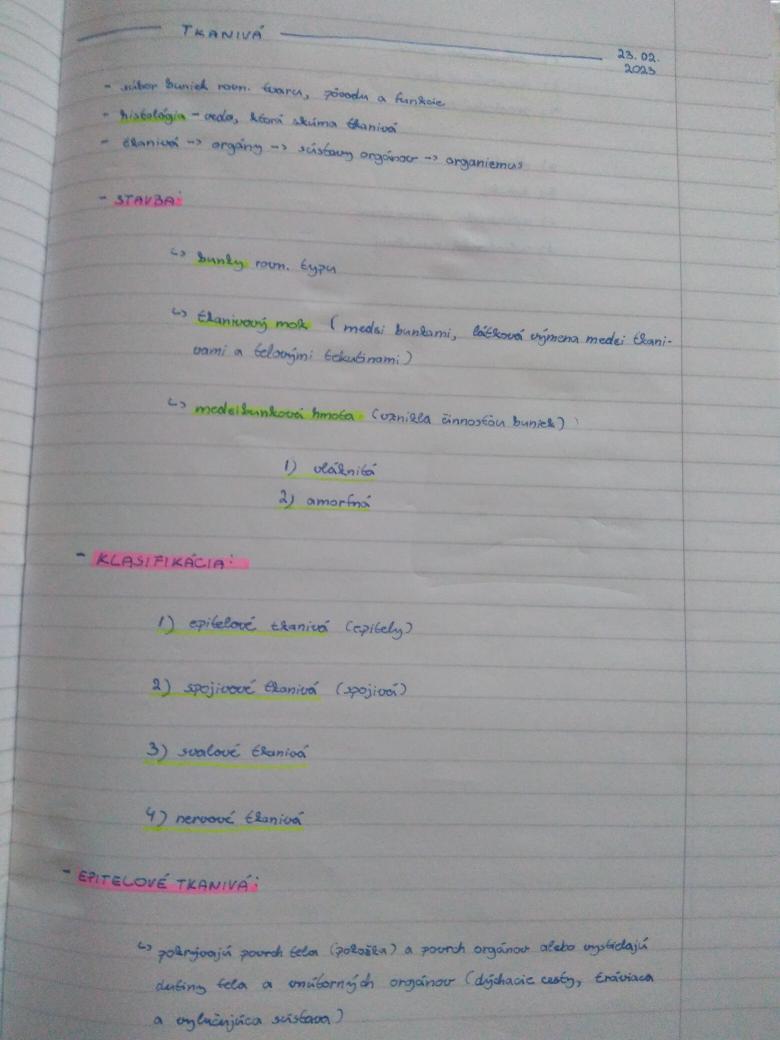 TKANIVÁ
23.02.
2023
- súbor buniek rovn. tvaru, pôvodu a funkcie
- histológia - veda, ktorá skúma tkanivá
- tkanivá -> orgány -> sústavy orgánov -> organizmus
- STAVBA:
↳ bunky rovn. typu
↳ tkanivový mok (medzi bunkami, látková výmena medzi tkani-
vami a telovými tekutinami)
↳ medzibunková hmota (vznikla činnosťou buniek)
1) vláknitá
2) amorfná
- KLASIFIKÁCIA:
1) epitelové tkanivá (epitely)
2) spojivové tkanivá (spojivá)
3) svalové tkanivá
4) nervové tkanivá
- EPITELOVÉ TKANIVÁ:
↳ pokrývajú povrch tela (pokožka) a povrch orgánov alebo vystielajú
dutiny tela a vnútorných orgánov (dýchacie cesty, tráviaca
a vylučujúca sústava)